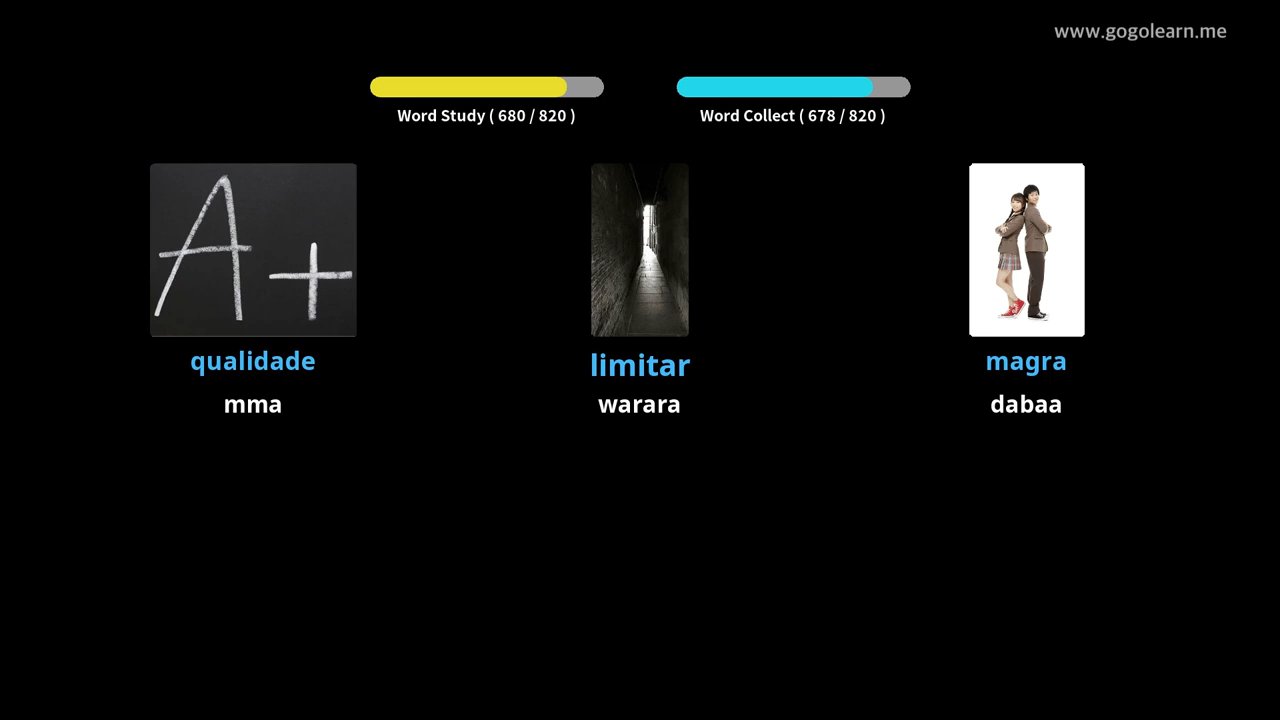 www.gogolearn.me
Word Study ( 680 / 820 )
Word Collect ( 678 / 820 )
A+
qualidade
limitar
magra
mma
warara
dabaa